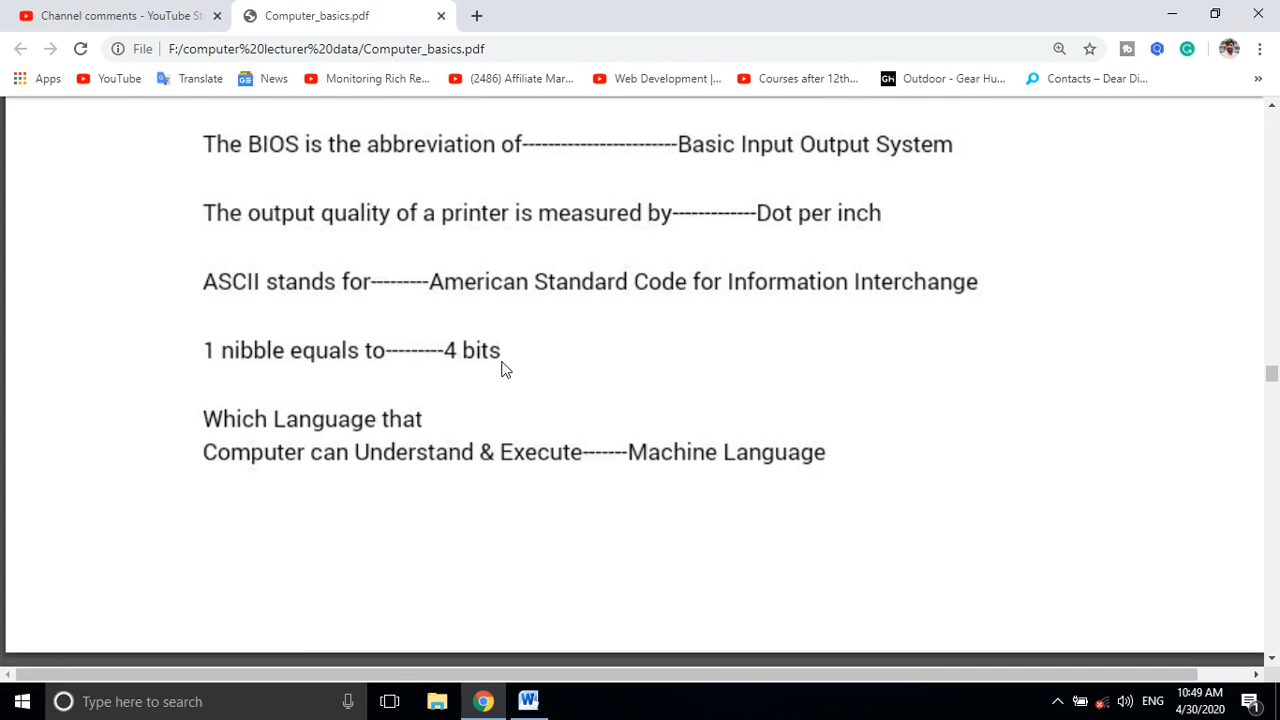 Channel comments - YouTube St
Computer_basics.pdf
File
F:/computer%20lecturer%20data/Computer_basics.pdf
Apps
YouTube
Translate
News
Monitoring Rich Re...
(2486) Affiliate Mar...
Web Development |...
Courses after 12th...
GH
Outdoor - Gear Hu...
Contacts – Dear Di...
»
The BIOS is the abbreviation of-----------------------Basic Input Output System
The output quality of a printer is measured by-------------Dot per inch
ASCII stands for---------American Standard Code for Information Interchange
1 nibble equals to---------4 bits
Which Language that
Computer can Understand & Execute-------Machine Language
Type here to search
ENG
10:49 AM
4/30/2020
1